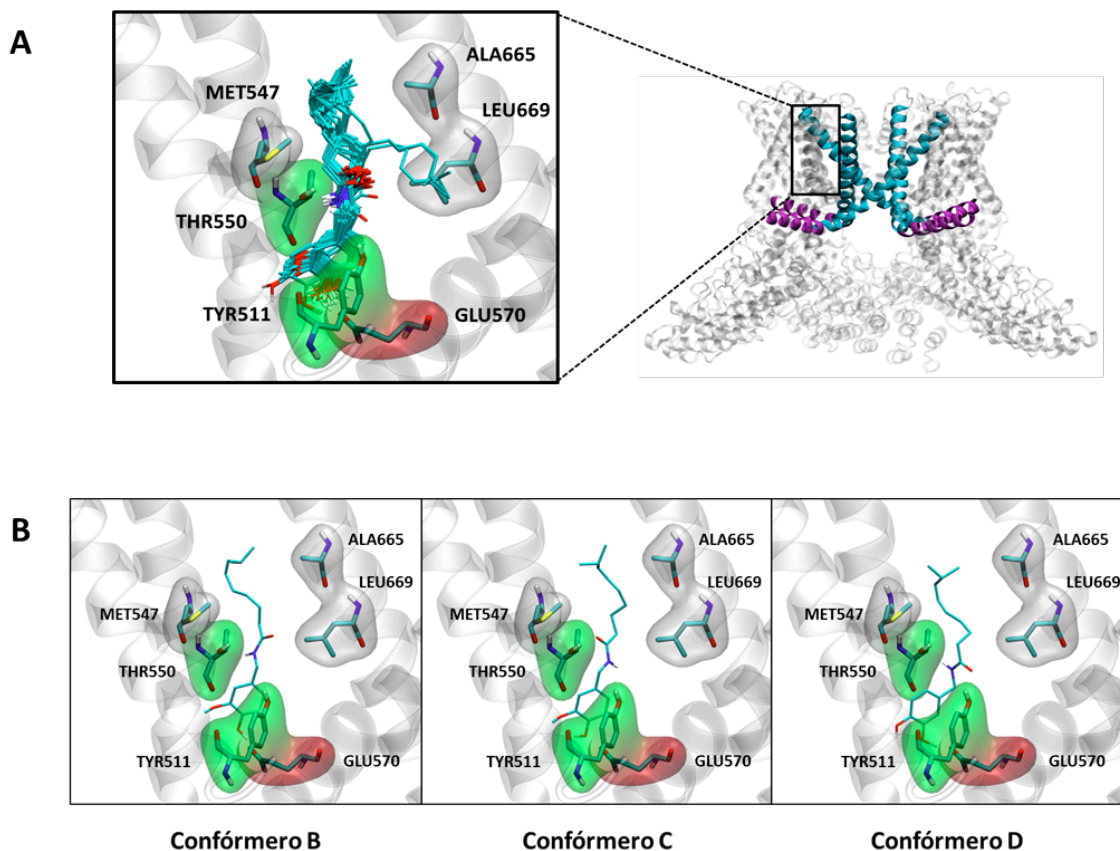 A
ALA665
MET547
LEU669
THR550
TYR511
GLU570
B
ALA665
MET547
LEU669
THR550
TYR511
GLU570
ALA665
MET547
LEU669
THR550
TYR511
GLU570
ALA665
MET547
LEU669
THR550
TYR511
GLU570
Confórmero B
Confórmero C
Confórmero D